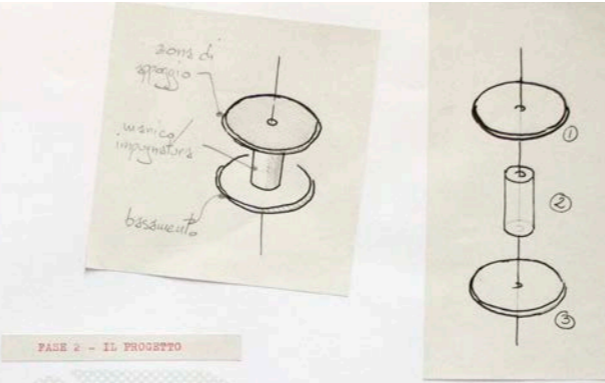 zona di
appoggio
manico/
impugnatura
basamento
1
2
3
FASE 2 - IL PROGETTO